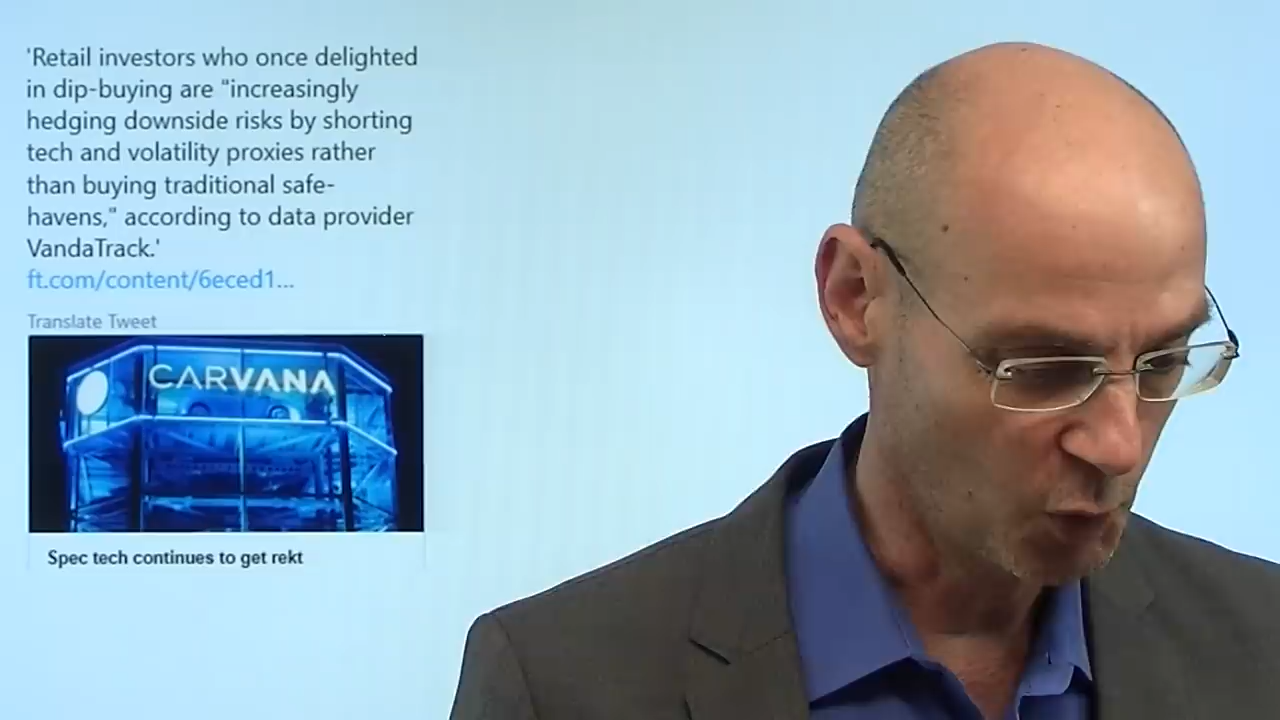 'Retail investors who once delighted
in dip-buying are "increasingly
hedging downside risks by shorting
tech and volatility proxies rather
than buying traditional safe-
havens," according to data provider
VandaTrack.'
ft.com/content/6eced1...
Translate Tweet
CARVANA
Spec tech continues to get rekt